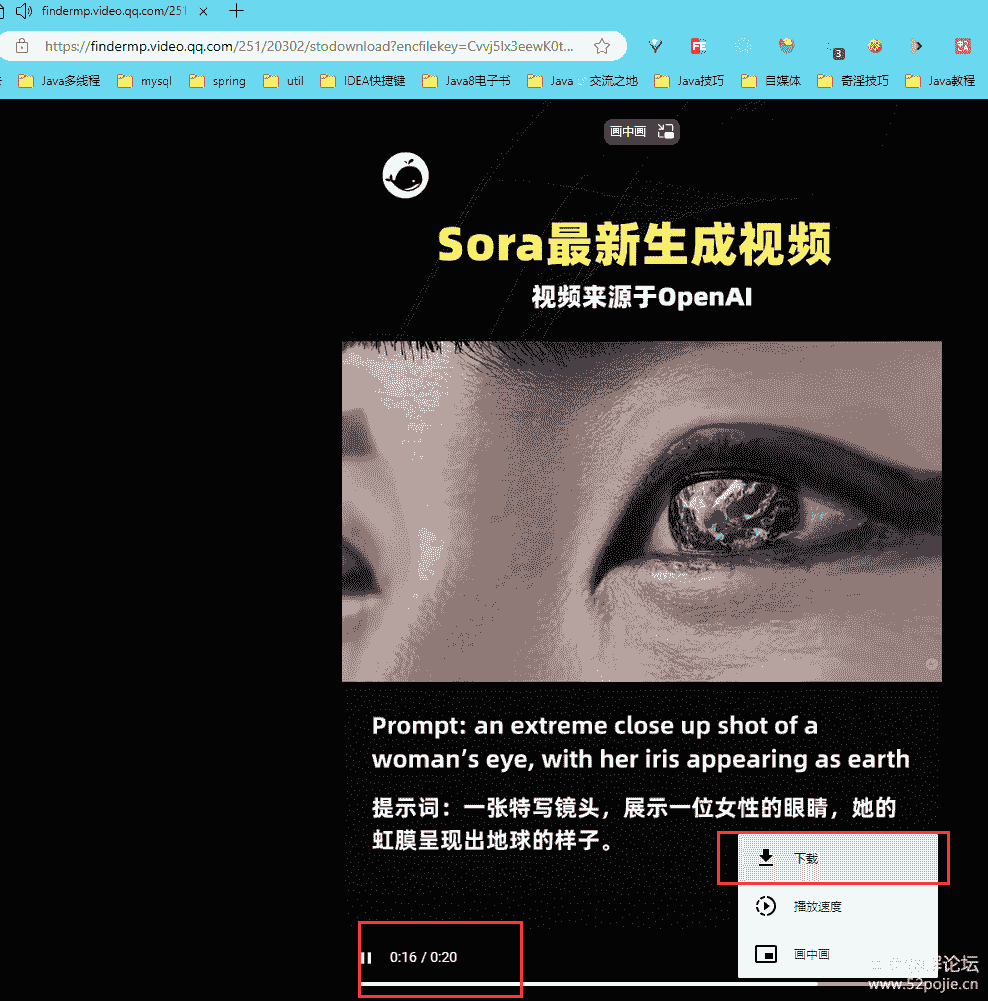 findermp.video.qq.com/251
https://findermp.video.qq.com/251/20302/stodownload?encfilekey=Cvvj5Ix3eewK0t...
FE
3
Java多线程
mysql
spring
util
IDEA快捷键
Java8电子书
Java
交流之地
Java技巧
自媒体
奇淫技巧
Java教程
画中画
Sora最新生成视频
视频来源于OpenAI
Prompt: an extreme close up shot of a
woman’s eye, with her iris appearing as earth
提示词：一张特写镜头，展示一位女性的眼睛，她的
虹膜呈现出地球的样子。
下载
播放速度
画中画
0:16 / 0:20
论坛
www.52pojie.cn